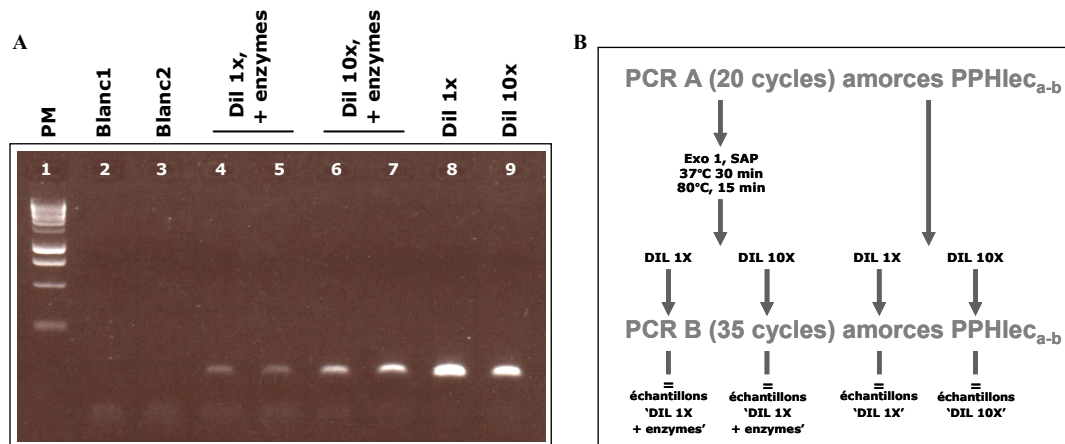 A
PM
Blanc1
Blanc2
Dil 1x,
+ enzymes
Dil 10x,
+ enzymes
Dil 1x
Dil 10x
1 2 3 4 5 6 7 8 9
B
PCR A (20 cycles) amorces PPHlec a-b
Exo 1, SAP
37°C 30 min
80°C, 15 min
DIL 1X DIL 10X DIL 1X DIL 10X
PCR B (35 cycles) amorces PPHlec a-b
= = = =
échantillons échantillons échantillons échantillons
‘DIL 1X ‘DIL 1X ‘DIL 1X’ ‘DIL 10X’
+ enzymes’ + enzymes’